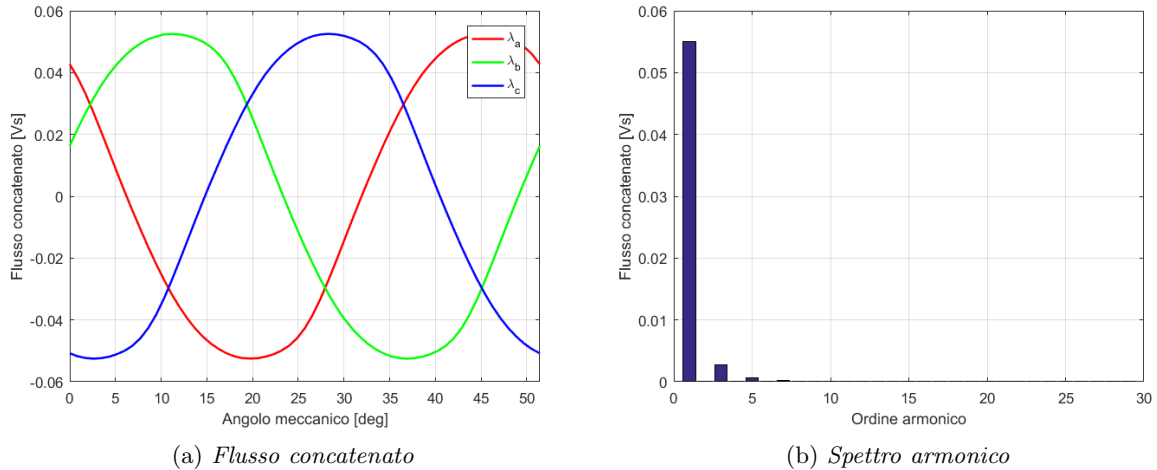 0.06
0.04
0.02
0
-0.02
-0.04
-0.06
Flusso concatenato [Vs]
λa
λb
λc
0 5 10 15 20 25 30 35 40 45 50
Angolo meccanico [deg]
(a) Flusso concatenato
0.06
0.05
0.04
0.03
0.02
0.01
0
Flusso concatenato [Vs]
0 5 10 15 20 25 30
Ordine armonico
(b) Spettro armonico